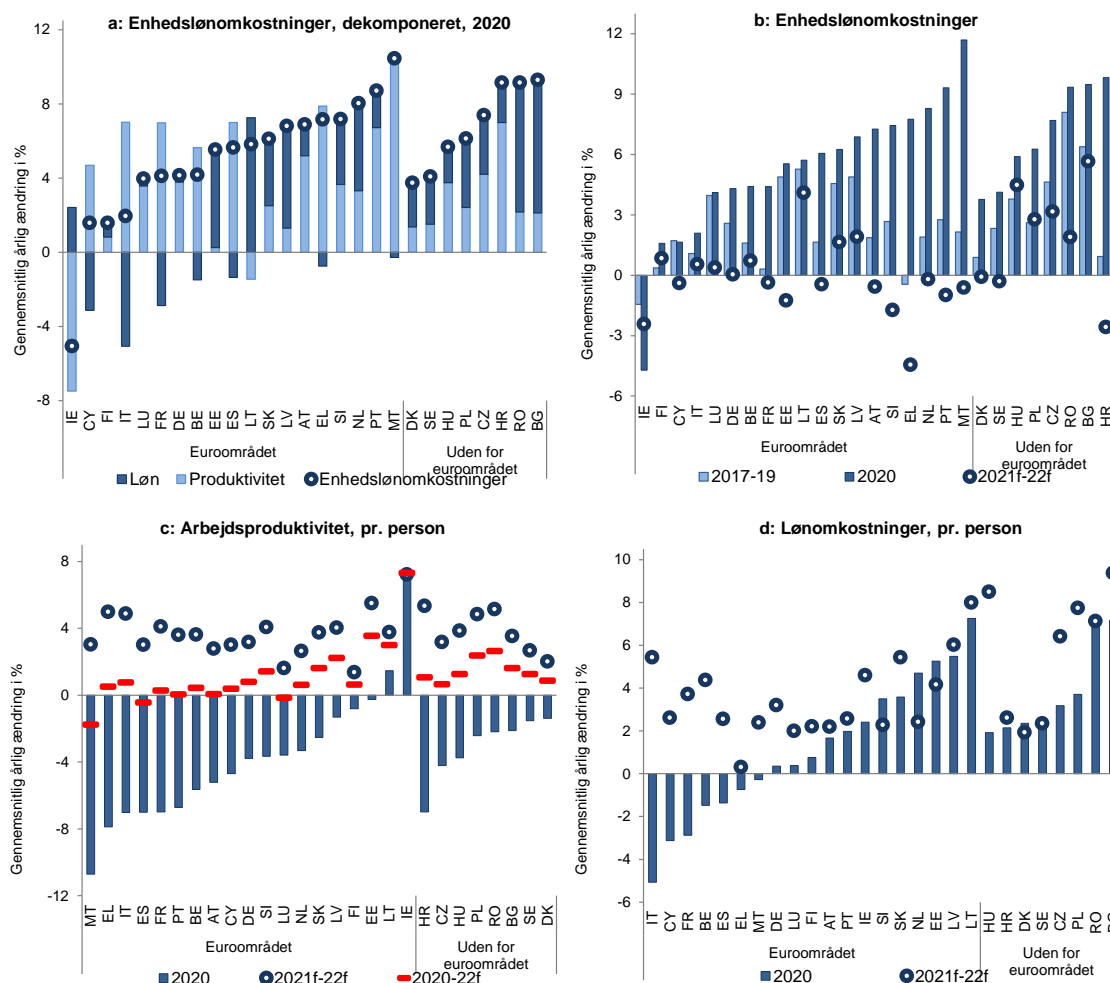 a: Enhedslønomkostninger, dekomponeret, 2020
Gennemsnitlig årlig ændring i %
12
8
4
0
-4
-8
IE CY FI IT LU FR DE BE EE ES LT SK LV AT EL SI NL PT MT DK SE HU PL CZ HR RO BG
Euroområdet
Uden for
euroområdet
Løn Produktivitet Enhedslønomkostninger
b: Enhedslønomkostninger
Gennemsnitlig årlig ændring i %
12
9
6
3
0
-3
-6
IE FI CY IT LU DE BE FR EE LT ES SK LV AT SI EL NL PT MT DK SE HU PL CZ RO BG HR
Euroområdet
Uden for
euroområdet
2017-19 2020 2021f-22f
c: Arbejdsproduktivitet, pr. person
Gennemsnitlig årlig ændring i %
8
4
0
-4
-8
-12
MT EL IT ES FR PT BE AT CY DE SI LU NL SK LV FI EE LT IE HR CZ HU PL RO BG SE DK
Euroområdet
Uden for
euroområdet
2020 2021f-22f 2020-22f
d: Lønomkostninger, pr. person
Gennemsnitlig årlig ændring i %
10
8
6
4
2
0
-2
-4
-6
IT CY FR BE ES EL MT DE LU FI AT PT IE SI SK NL EE LV LT HU HR DK SE CZ PL RO
Euroområdet
Uden for
euroområdet
2020 2021f-22f